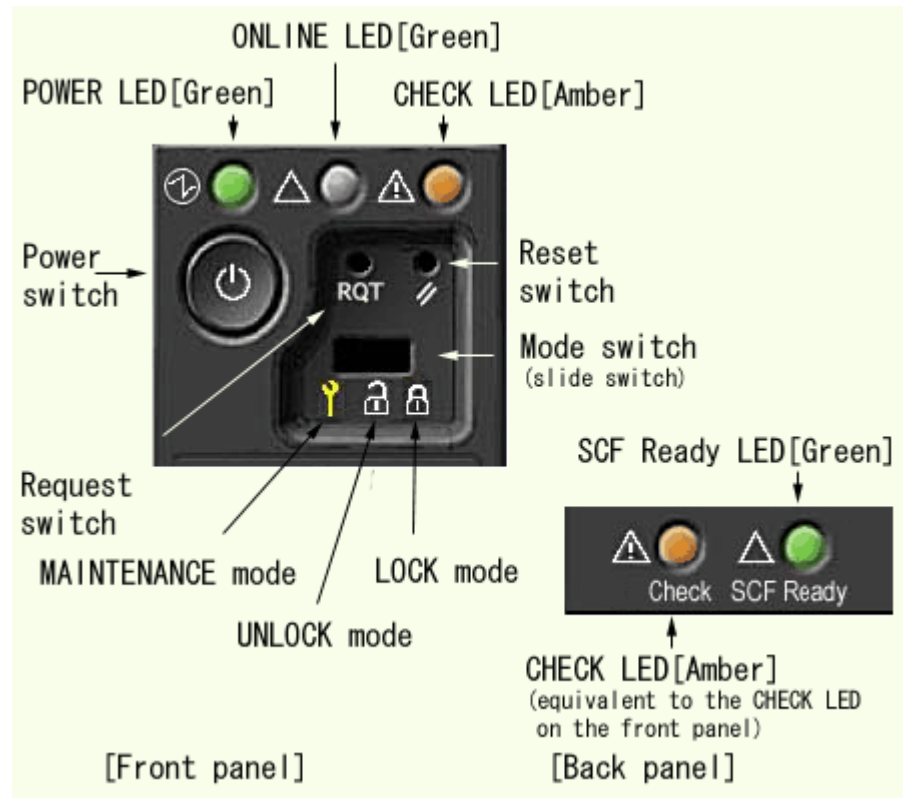 ONLINE LED[Green]
POWER LED[Green]
CHECK LED[Amber]
Power
switch
RQT
Reset
switch
Mode switch
(slide switch)
Request
switch
MAINTENANCE mode
LOCK mode
UNLOCK mode
[Front panel]
SCF Ready LED[Green]
Check SCF Ready
CHECK LED[Amber]
(equivalent to the CHECK LED
on the front panel)
[Back panel]